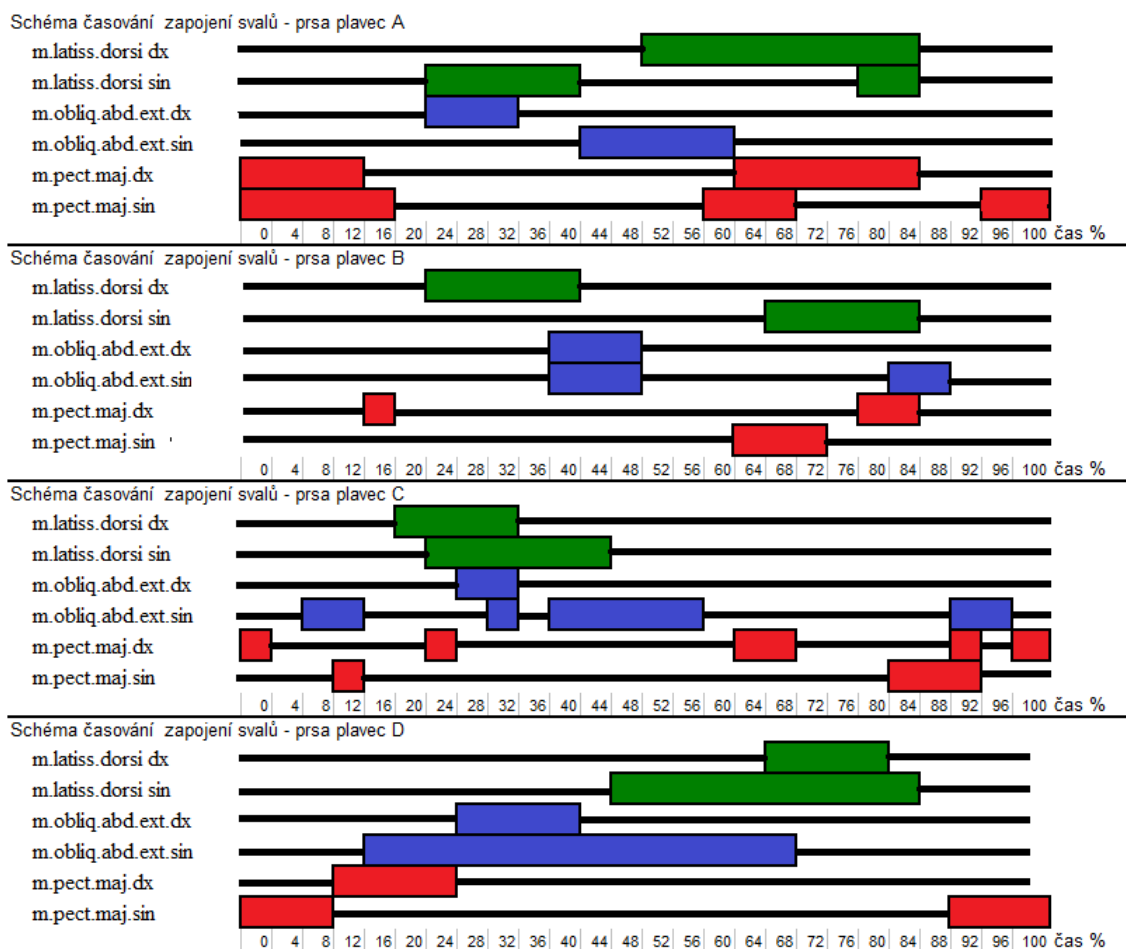 Schéma časování  zapojení svalů - prsa plavec A
m.latiss.dorsi dx
m.latiss.dorsi sin
m.obliq.abd.ext.dx
m.obliq.abd.ext.sin
m.pect.maj.dx
m.pect.maj.sin
0 4 8 12 16 20 24 28 32 36 40 44 48 52 56 60 64 68 72 76 80 84 88 92 96 100 čas %
Schéma časování  zapojení svalů - prsa plavec B
m.latiss.dorsi dx
m.latiss.dorsi sin
m.obliq.abd.ext.dx
m.obliq.abd.ext.sin
m.pect.maj.dx
m.pect.maj.sin
0 4 8 12 16 20 24 28 32 36 40 44 48 52 56 60 64 68 72 76 80 84 88 92 96 100 čas %
Schéma časování  zapojení svalů - prsa plavec C
m.latiss.dorsi dx
m.latiss.dorsi sin
m.obliq.abd.ext.dx
m.obliq.abd.ext.sin
m.pect.maj.dx
m.pect.maj.sin
0 4 8 12 16 20 24 28 32 36 40 44 48 52 56 60 64 68 72 76 80 84 88 92 96 100 čas %
Schéma časování  zapojení svalů - prsa plavec D
m.latiss.dorsi dx
m.latiss.dorsi sin
m.obliq.abd.ext.dx
m.obliq.abd.ext.sin
m.pect.maj.dx
m.pect.maj.sin
0 4 8 12 16 20 24 28 32 36 40 44 48 52 56 60 64 68 72 76 80 84 88 92 96 100 čas %